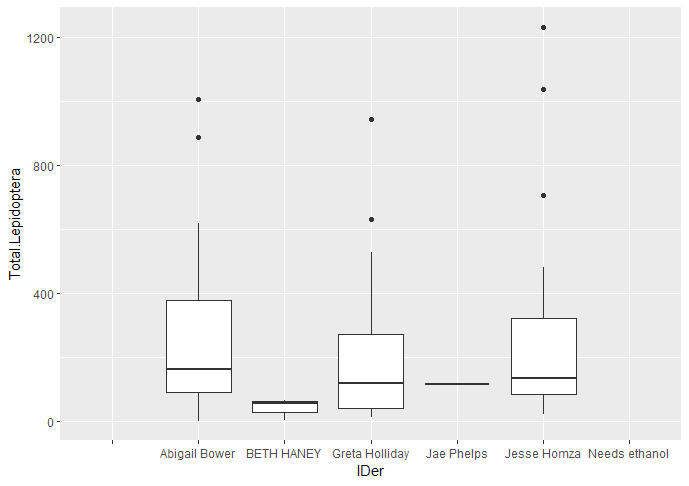 1200
800
400
0
Total.Lepidoptera
Abigail Bower BETH HANEY Greta Holliday Jae Phelps Jesse Homza Needs ethanol
IDer